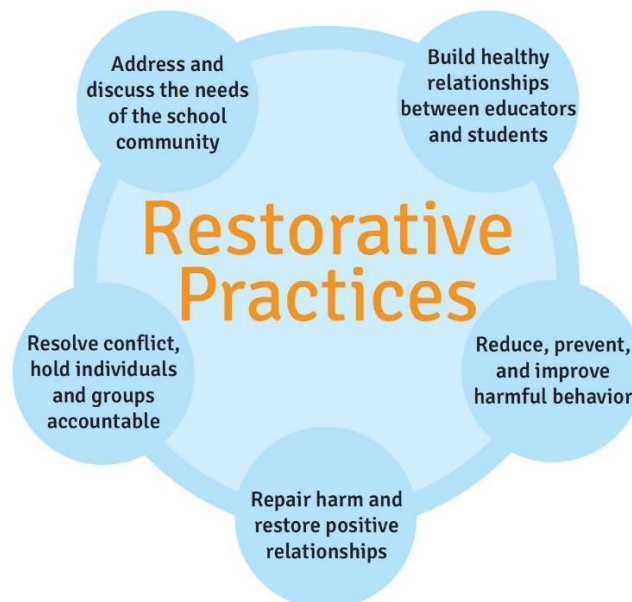 Address and
discuss the needs
of the school
community
Build healthy
relationships
between educators
and students
Restorative
Practices
Resolve conflict,
hold individuals
and groups
accountable
Reduce, prevent,
and improve
harmful behavior
Repair harm and
restore positive
relationships